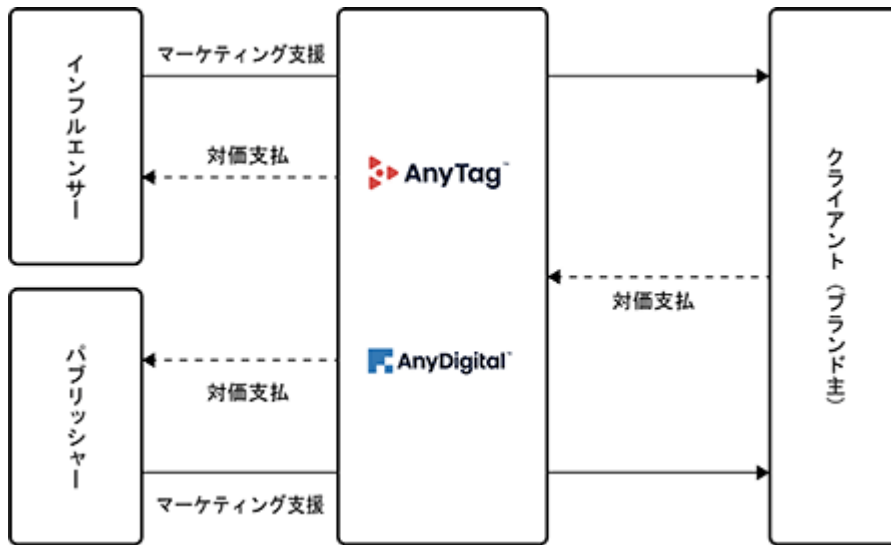 インフルエンサー
マーケティング支援
対価支払
AnyTag™
クライアント（ブランド主）
対価支払
パブリッシャー
対価支払
AnyDigital™
マーケティング支援